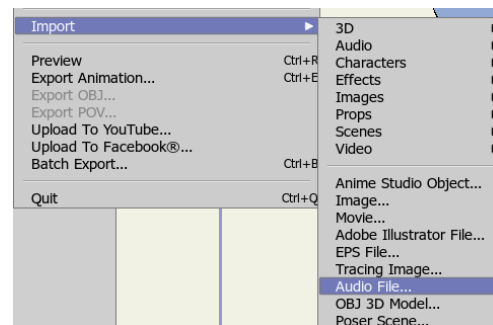 Import
Preview Ctrl+R
Export Animation... Ctrl+E
Export OBJ...
Export POV...
Upload To YouTube...
Upload To Facebook®...
Batch Export... Ctrl+B
Quit Ctrl+Q
3D
Audio
Characters
Effects
Images
Props
Scenes
Video
Anime Studio Object...
Image...
Movie...
Adobe Illustrator File...
EPS File...
Tracing Image...
Audio File...
OBJ 3D Model...
Poser Scene...